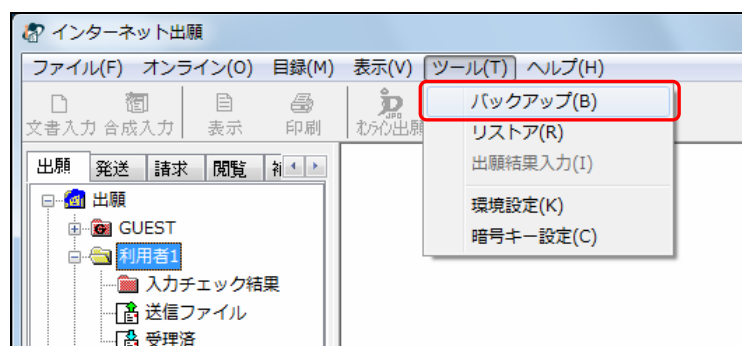 インターネット出願
ファイル(F) オンライン(O) 目録(M) 表示(V) ツール(T) ヘルプ(H)
文書入力 合成入力 表示 印刷
バックアップ(B)
リストア(R)
出願結果入力(I)
環境設定(K)
暗号キー設定(C)
出願 発送 請求 閲覧
出願
GUEST
利用者1
入力チェック結果
送信ファイル
受理済